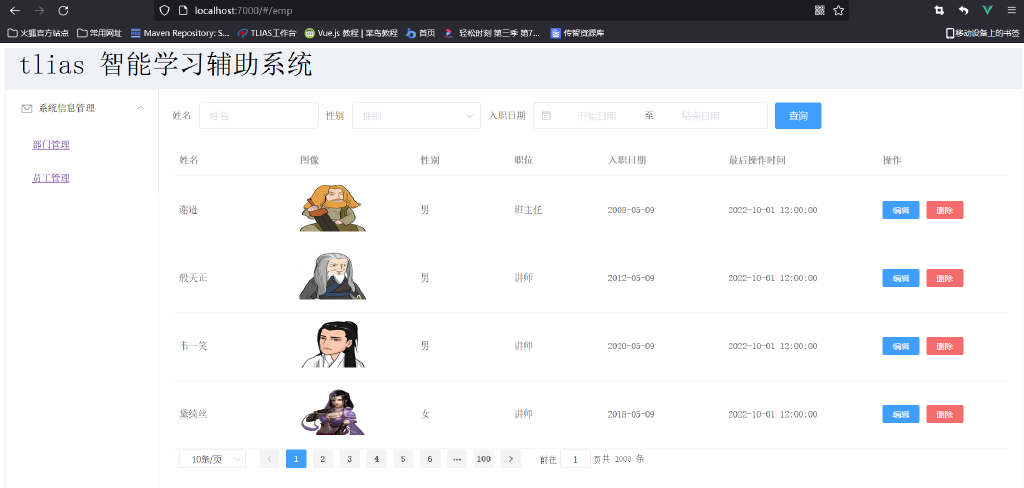 localhost:7000/#/emp
火狐官方站点 常用网址 Maven Repository: S... TLIAS工作台 Vue.js 教程 | 菜鸟教程 首页 轻松时刻 第三季 第7... 传智资源库 移动设备上的书签
tlias 智能学习辅助系统
系统信息管理
部门管理
员工管理
姓名 姓名 性别 性别 入职日期 开始日期 至 结束日期 查询
姓名 图像 性别 职位 入职日期 最后操作时间 操作
谢逊 男 班主任 2008-05-09 2022-10-01 12:00:00 编辑 删除
殷天正 男 讲师 2012-05-09 2022-10-01 12:00:00 编辑 删除
韦一笑 男 讲师 2020-05-09 2022-10-01 12:00:00 编辑 删除
黛绮丝 女 讲师 2018-05-09 2022-10-01 12:00:00 编辑 删除
10条/页 1 2 3 4 5 6 ... 100 前往 1 页 共 1000 条